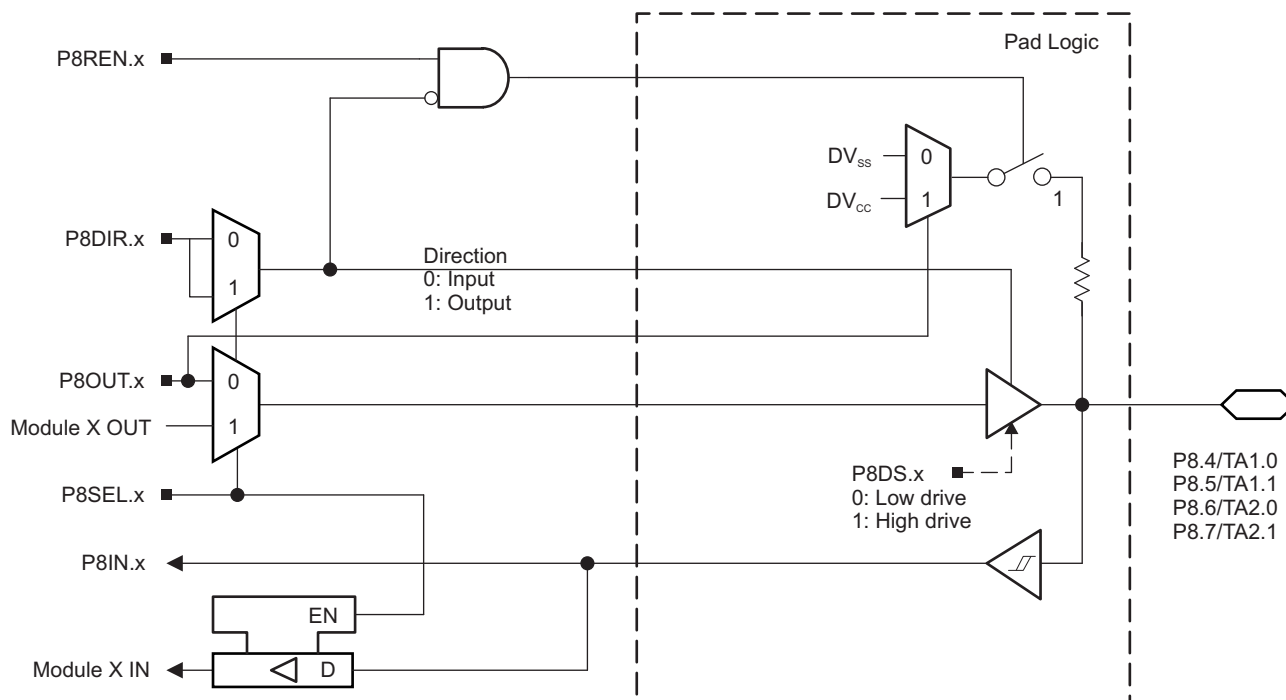 Pad Logic
P8REN.x
DVSS
0
DVCC
1
1
P8DIR.x
0
1
Direction
0: Input
1: Output
P8OUT.x
0
Module X OUT
1
P8SEL.x
P8DS.x
0: Low drive
1: High drive
P8.4/TA1.0
P8.5/TA1.1
P8.6/TA2.0
P8.7/TA2.1
P8IN.x
EN
Module X IN
D